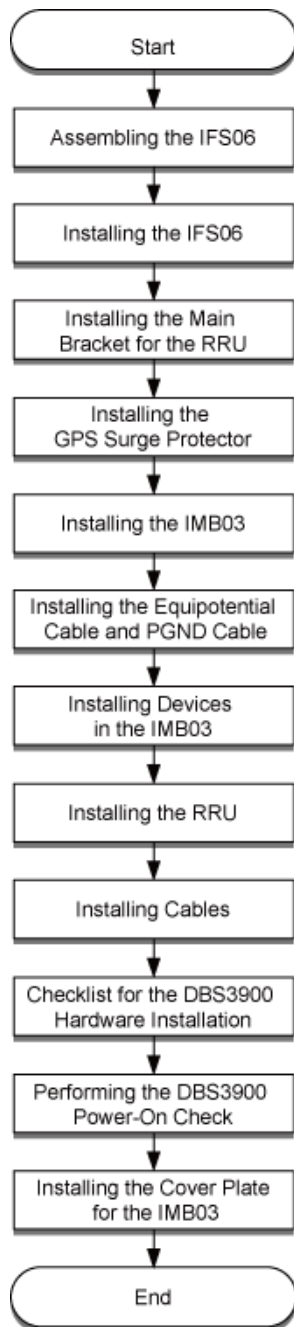 Start
Assembling the IFS06
Installing the IFS06
Installing the Main
Bracket for the RRU
Installing the
GPS Surge Protector
Installing the IMB03
Installing the Equipotential
Cable and PGND Cable
Installing Devices
in the IMB03
Installing the RRU
Installing Cables
Checklist for the DBS3900
Hardware Installation
Performing the DBS3900
Power-On Check
Installing the Cover Plate
for the IMB03
End